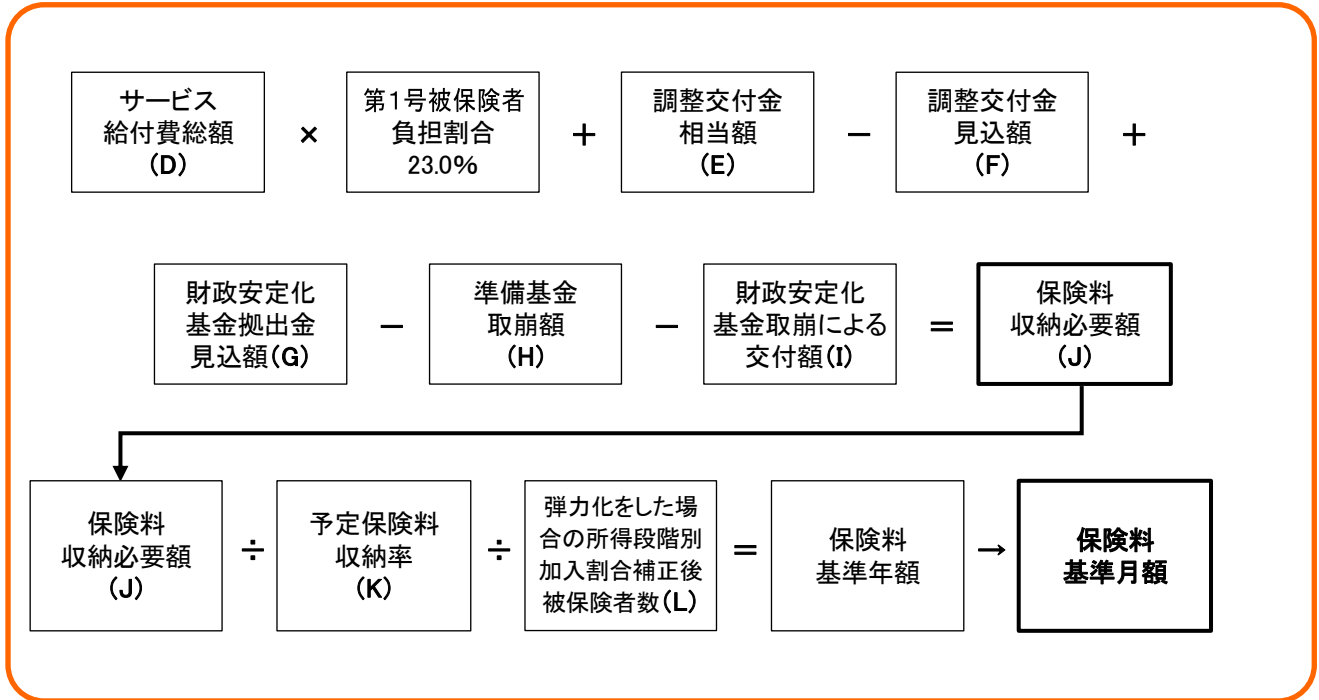 サービス
給付費総額
(D)
×
第1号被保険者
負担割合
23.0%
+
調整交付金
相当額
(E)
−
調整交付金
見込額
(F)
+
財政安定化
基金拠出金
見込額(G)
−
準備基金
取崩額
(H)
−
財政安定化
基金取崩による
交付額(I)
=
保険料
収納必要額
(J)
保険料
収納必要額
(J)
÷
予定保険料
収納率
(K)
÷
弾力化をした場
合の所得段階別
加入割合補正後
被保険者数(L)
=
保険料
基準年額
→
保険料
基準月額